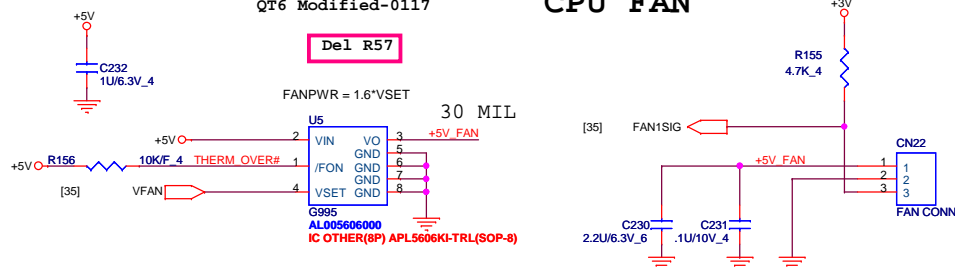 QT6 Modified-0117
CPU FAN
+5V
+3V
Del R57
C232
1U/6.3V_4
R155
4.7K_4
FANPWR = 1.6*VSET
30 MIL
U5
[35]
FAN1SIG
+5V
2
VIN
VO
3
+5V_FAN
GND
5
CN22
+5V
R156
10K/F_4
THERM_OVER#
1
/FON
GND
6
GND
7
+5V_FAN
1
1
[35]
VFAN
4
VSET
GND
8
2
2
3
3
G995
FAN CONN
AL005606000
IC OTHER(8P) APL5606KI-TRL(SOP-8)
C230
2.2U/6.3V_6
C231
.1U/10V_4